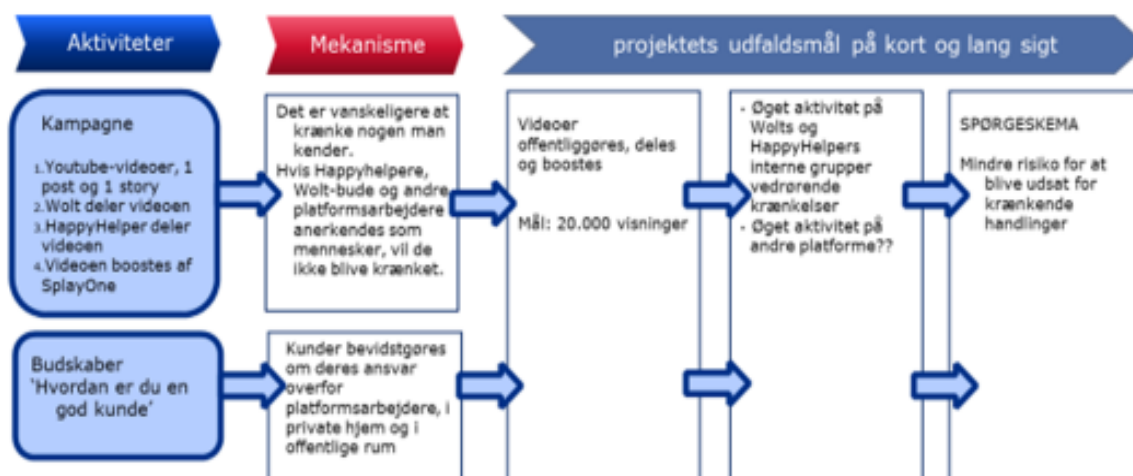 Aktiviteter
Mekanisme
projektets udfaldsmål på kort og lang sigt
Kampagne
1.Youtube-videoer, 1
post og 1 story
2.Wolt deler videoen
3.HappyHelper deler
videoen
4.Videoen boostes af
SplayOne
Det er vanskeligere at
krænke nogen man
kender.
Hvis Happyhelpere,
Wolt-bude og andre
platformsarbejdere
anerkendes som
mennesker, vil de
ikke blive krænket.
Videoer
offentliggøres, deles
og boostes
Mål: 20.000 visninger
- Øget aktivitet på
Wolts og
HappyHelpers
interne grupper
vedrørende
krænkelser
- Øget aktivitet på
andre platforme??
SPØRGESKEMA
Mindre risiko for at
blive udsat for
krænkende
handlinger
Budskaber
'Hvordan er du en
god kunde'
Kunder bevidstgøres
om deres ansvar
overfor
platformsarbejdere, i
private hjem og i
offentlige rum